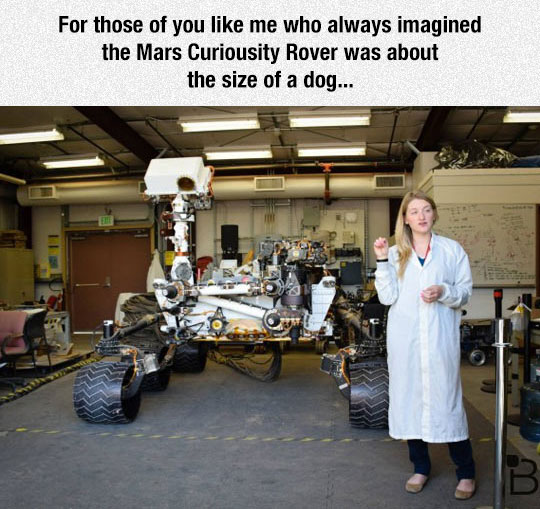 For those of you like me who always imagined
the Mars Curiousity Rover was about
the size of a dog...
EXIT
B